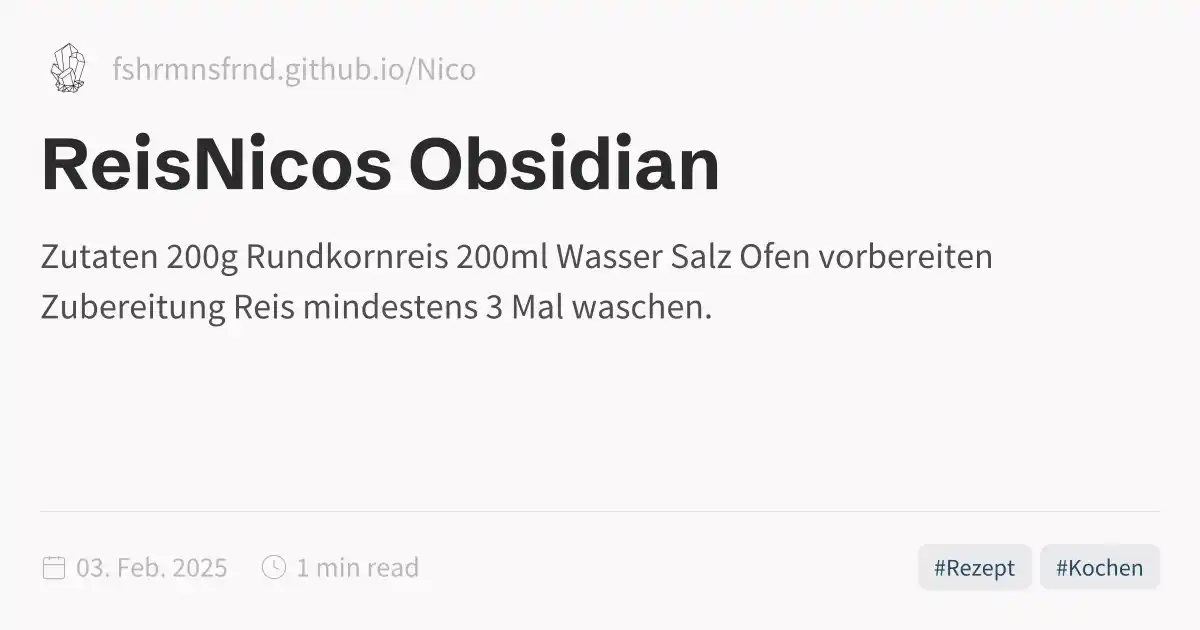 fshrmnsfrnd.github.io/Nico
ReisNicos Obsidian
Zutaten 200g Rundkornreis 200ml Wasser Salz Ofen vorbereiten
Zubereitung Reis mindestens 3 Mal waschen.
03. Feb. 2025 1 min read #Rezept #Kochen